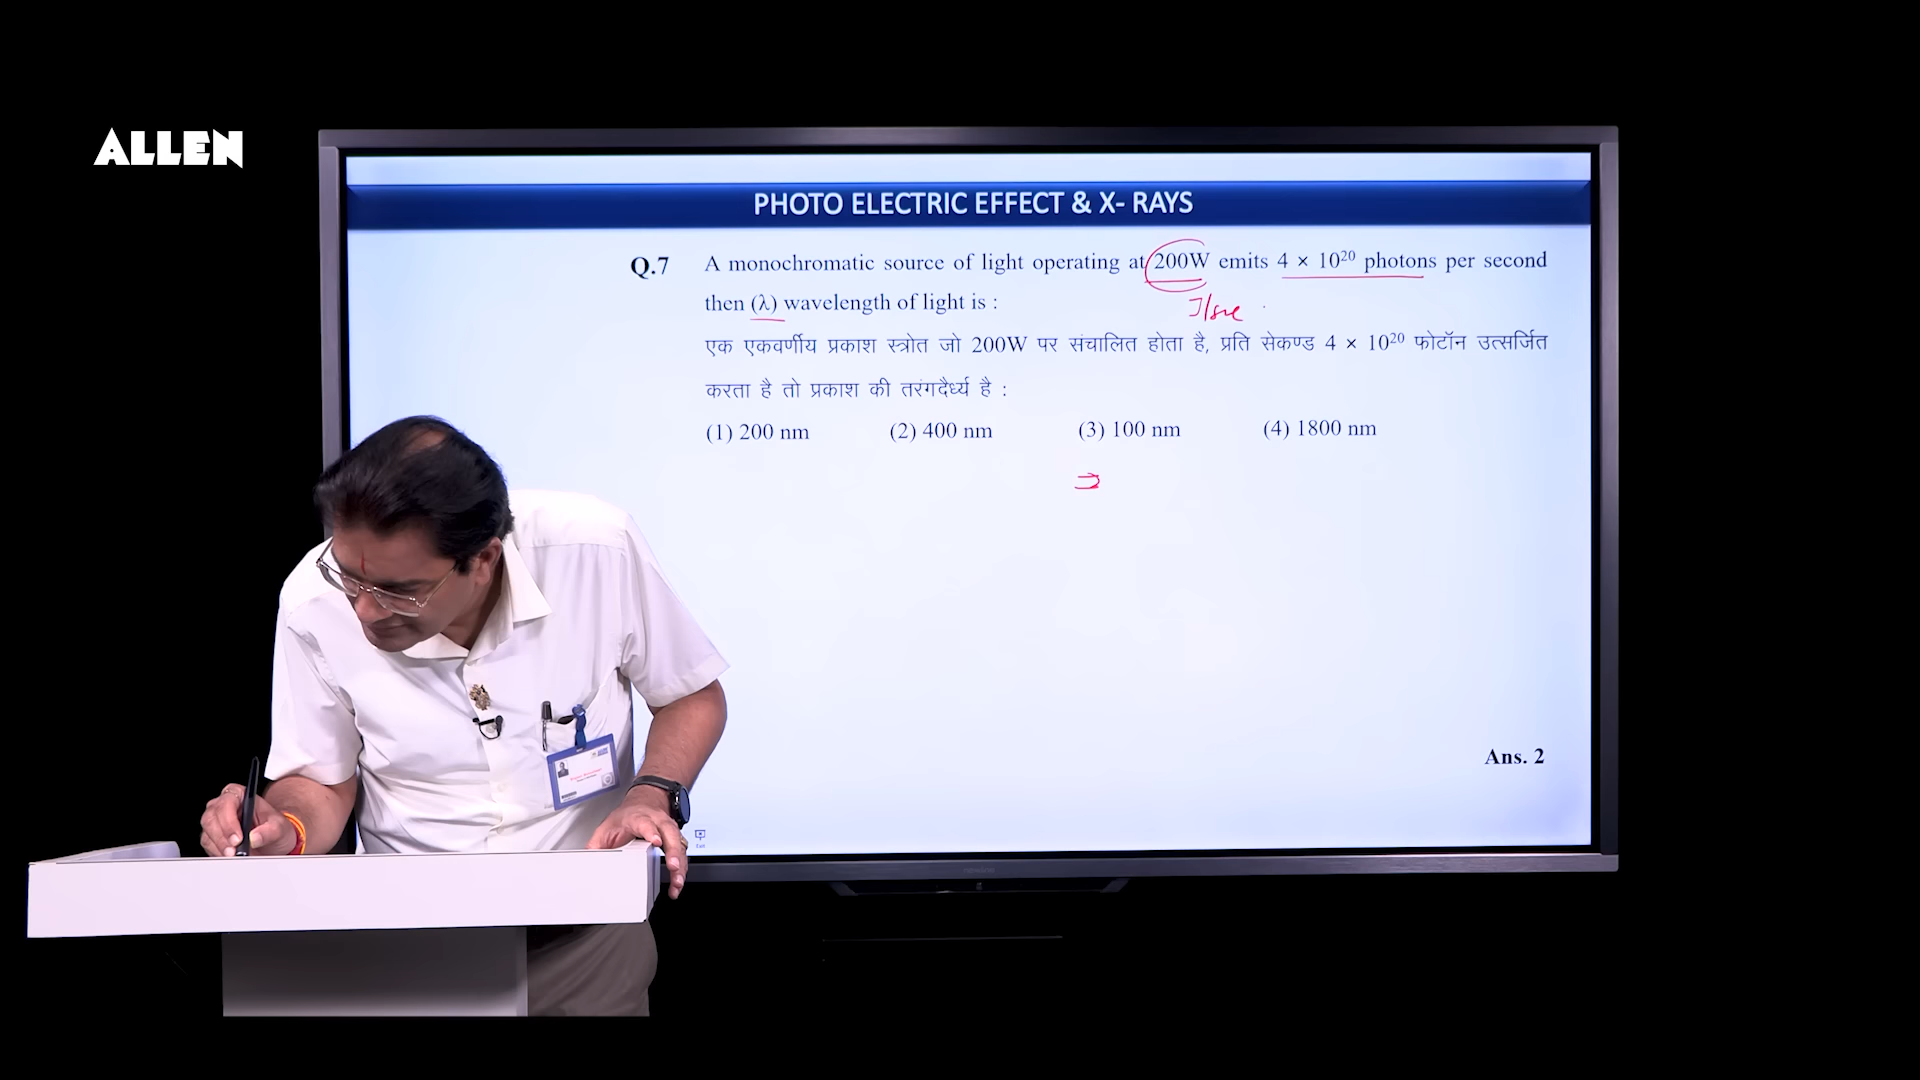 ALLEN
PHOTO ELECTRIC EFFECT & X- RAYS
Q.7 A monochromatic source of light operating at 200W emits 4 × 10²⁰ photons per second
then (λ) wavelength of light is :
J/sec
एक एकवर्णीय प्रकाश स्त्रोत जो 200W पर संचालित होता है, प्रति सेकण्ड 4 × 10²⁰ फोटॉन उत्सर्जित
करता है तो प्रकाश की तरंगदैर्ध्य है :
(1) 200 nm (2) 400 nm (3) 100 nm (4) 1800 nm
Ans. 2